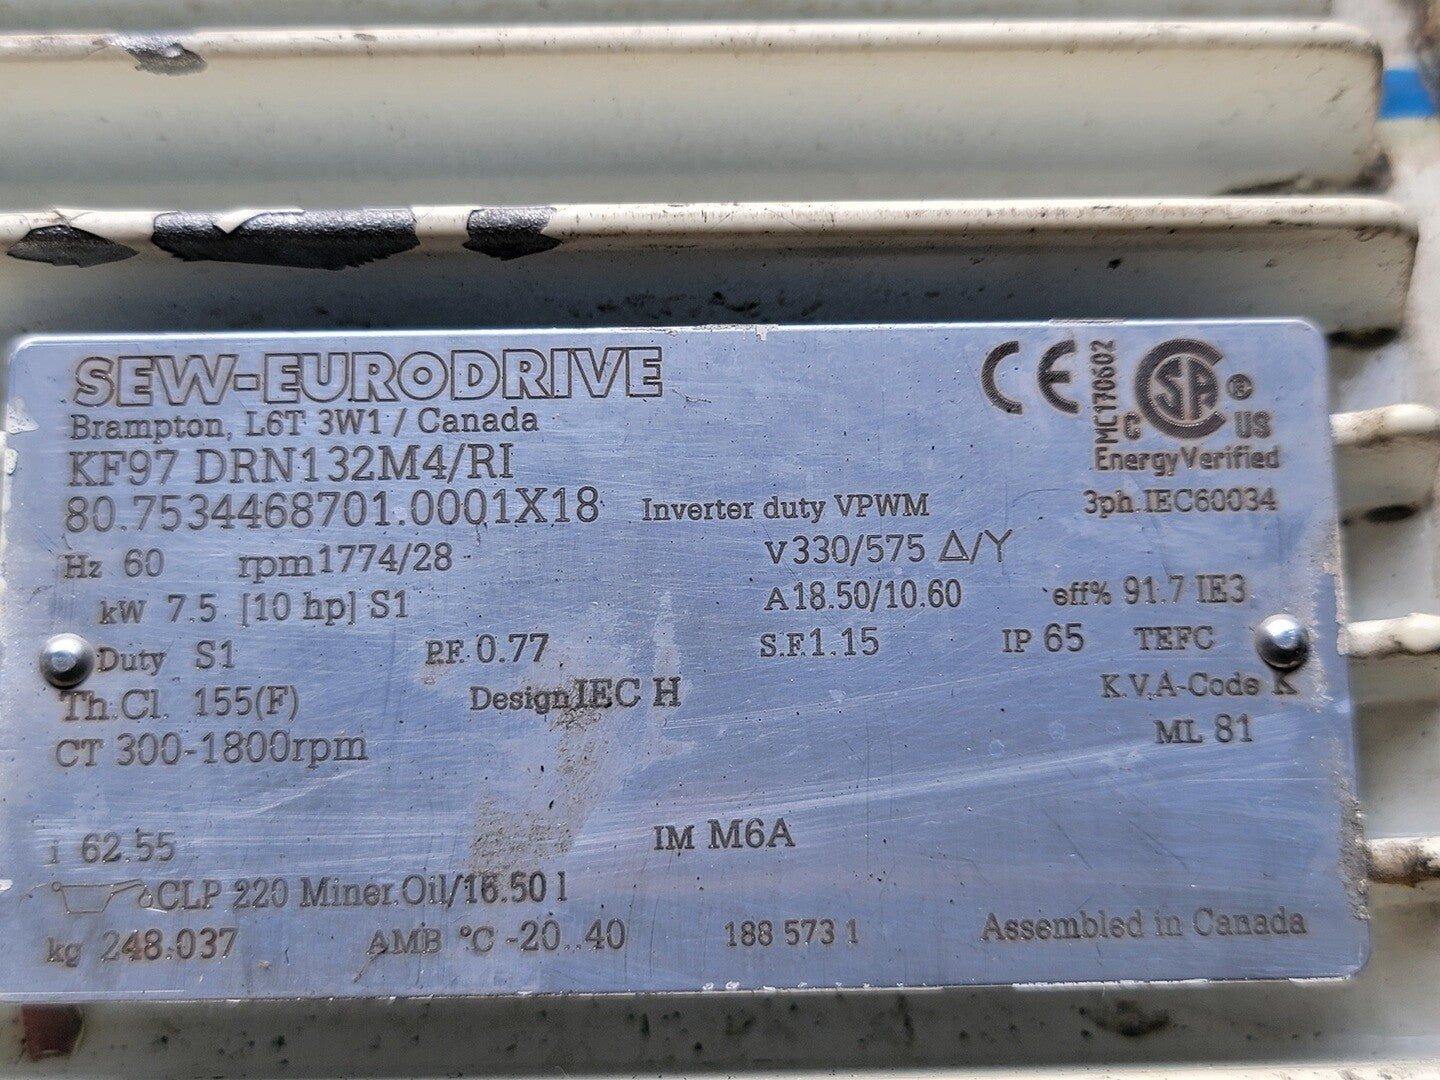 SEW-EURODRIVE
Brampton, L6T 3W1 / Canada
KF97 DRN132M4/RI
80.7534468701.0001X18 Inverter duty VPWM
CE MC170602 CSA ® C US
Energy Verified
3ph.IEC60034
Hz 60 rpm1774/28 V330/575 Δ/Y
kW 7.5 [10 hp] S1 A18.50/10.60 eff% 91.7 IE3
Duty S1 P.F. 0.77 S.F.1.15 IP 65 TEFC
Th.Cl. 155(F) Design IEC H K.V.A-Code K
CT 300-1800rpm ML 81
i 62.55 IM M6A
CLP 220 Miner.Oil/16.50 l
kg 248.037 AMB °C -20..40 188 573 1 Assembled in Canada